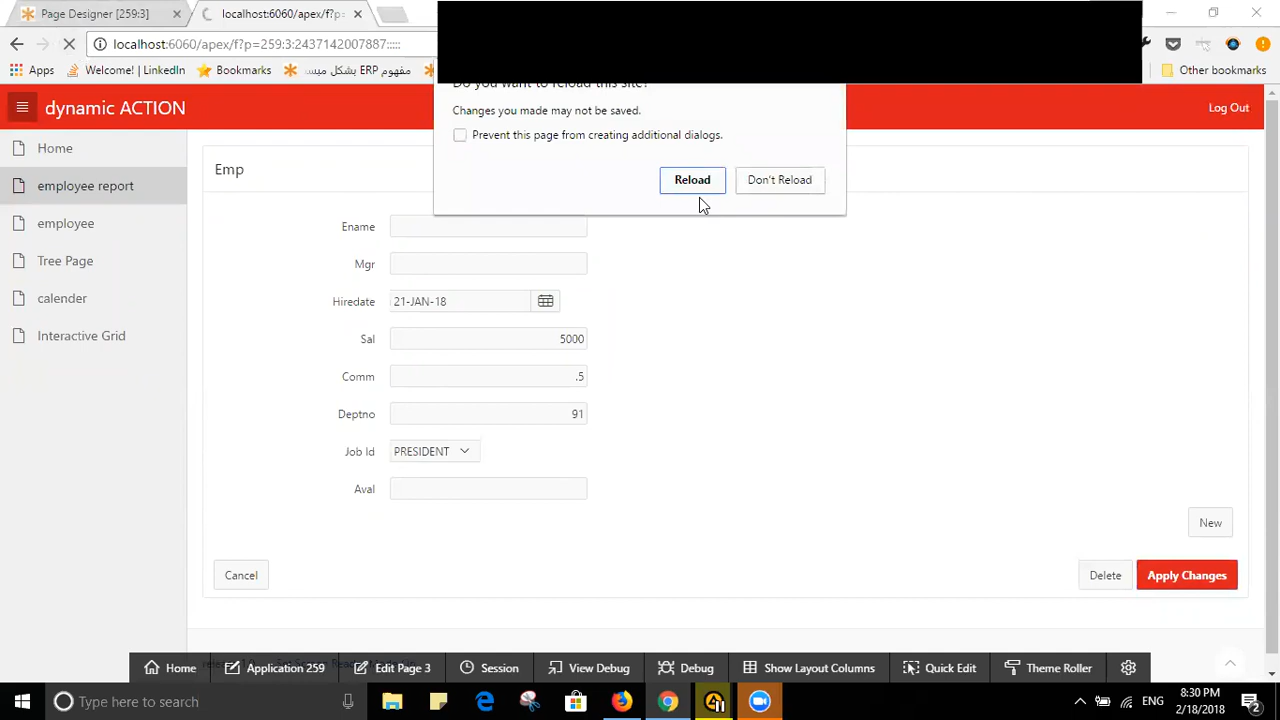 Page Designer [259:3]
localhost:6060/apex/f?p=
localhost:6060/apex/f?p=259:3:2437142007887:::::
Apps
Welcome! | LinkedIn
Bookmarks
مفهوم ERP بشكل مبسط
Other bookmarks
Do you want to reload this site?
Changes you made may not be saved.
Prevent this page from creating additional dialogs.
Reload
Don't Reload
dynamic ACTION
Log Out
Home
employee report
employee
Tree Page
calender
Interactive Grid
Emp
Ename
Mgr
Hiredate
21-JAN-18
Sal
5000
Comm
.5
Deptno
91
Job Id
PRESIDENT
Aval
New
Cancel
Delete
Apply Changes
Home
Application 259
Edit Page 3
Session
View Debug
Debug
Show Layout Columns
Quick Edit
Theme Roller
Type here to search
ENG
8:30 PM
2/18/2018
2